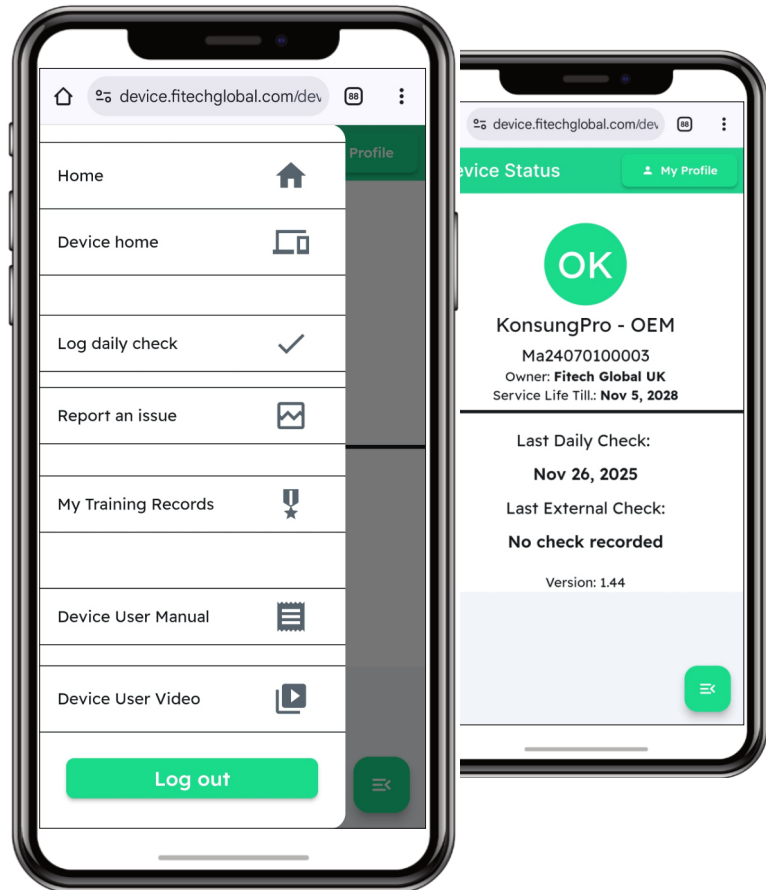 device.fitechglobal.com/dev
88
Profile
Home
Device home
Log daily check
Report an issue
My Training Records
Device User Manual
Device User Video
Log out
device.fitechglobal.com/dev
88
evice Status
My Profile
OK
KonsungPro - OEM
Ma24070100003
Owner: Fitech Global UK
Service Life Till.: Nov 5, 2028
Last Daily Check:
Nov 26, 2025
Last External Check:
No check recorded
Version: 1.44